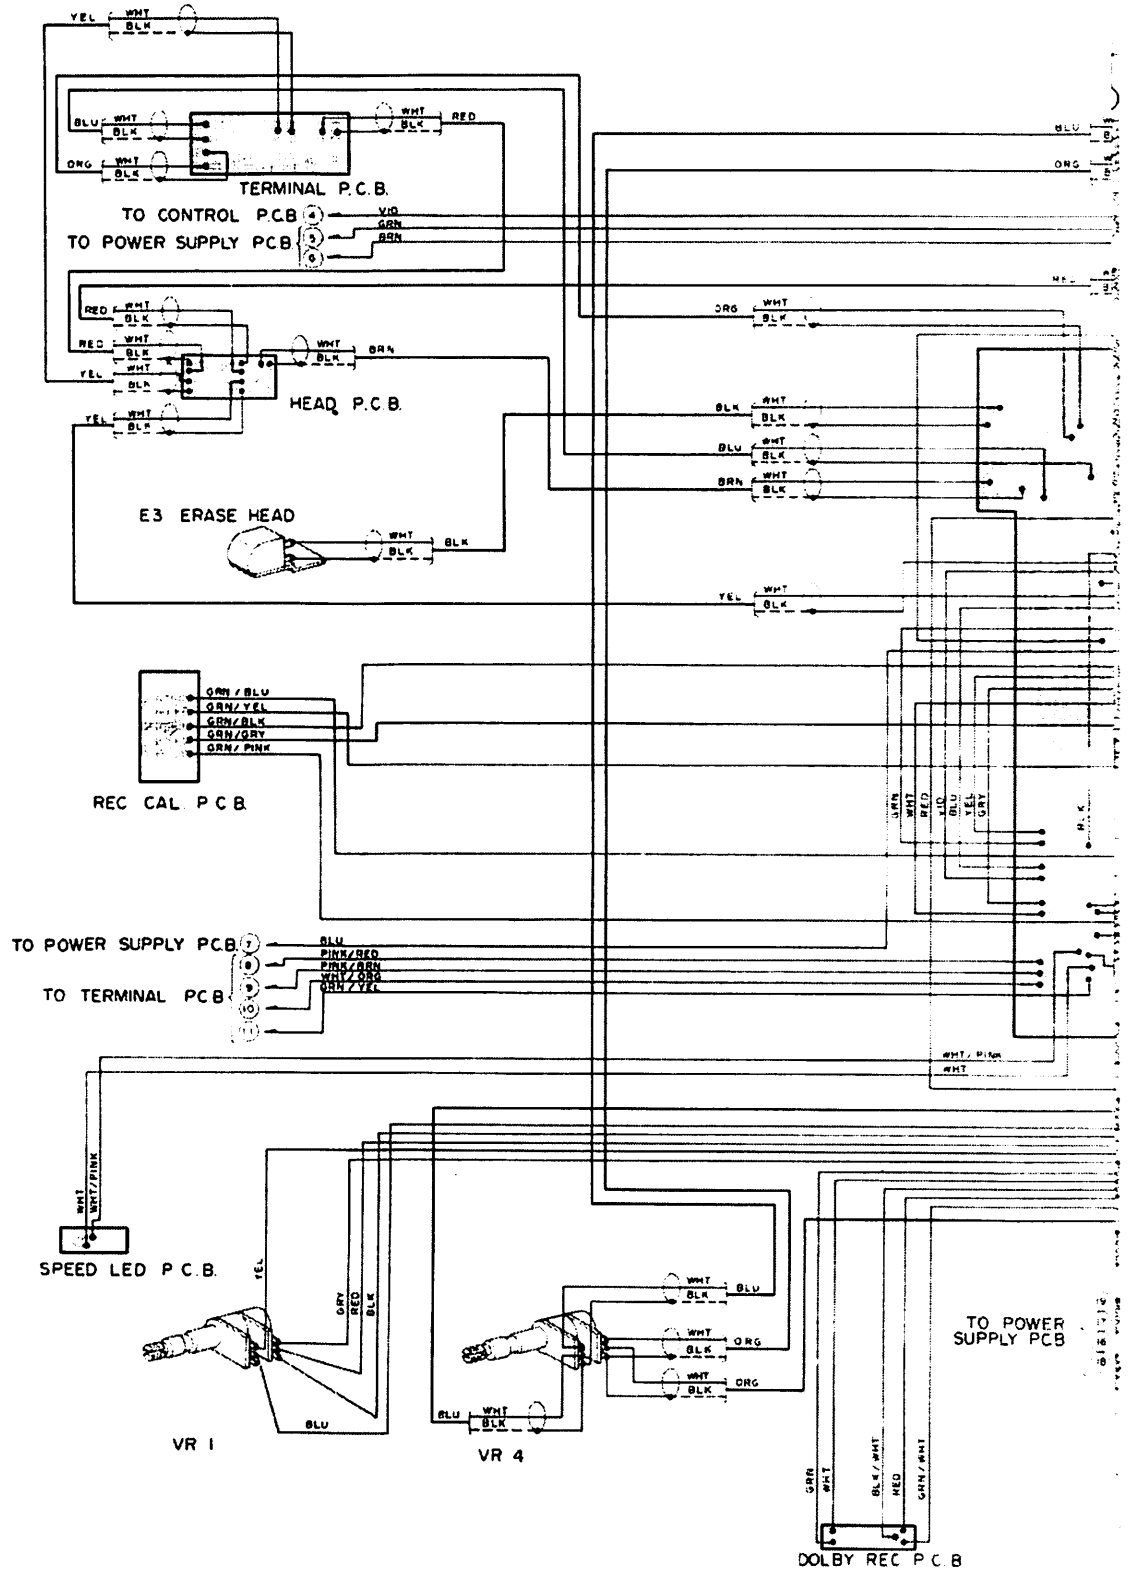 YEL WHT
BLK
BLU WHT
BLK
ORG WHT
BLK
WHT RED
BLK
TERMINAL P.C.B.
BLU
ORG
TO CONTROL P.C.B 4 VIO
TO POWER SUPPLY P.C.B. 5 GRN
6 BRN
RED
RED WHT
BLK
RED WHT
BLK
YEL WHT
BLK
YEL WHT
BLK
WHT BRN
BLK
HEAD P.C.B.
ORG WHT
BLK
BLK WHT
BLK
BLU WHT
BLK
BRN WHT
BLK
E3 ERASE HEAD
WHT BLK
BLK
YEL WHT
BLK
GRN/BLU
GRN/YEL
GRN/BLK
GRN/GRY
GRN/PINK
REC CAL. P C B.
GRN
WHT
RED
VIO
BLU
YEL
GRY
BLK
TO POWER SUPPLY P.C.B. 7 BLU
8 PINK/RED
TO TERMINAL P.C.B 9 PINK/BRN
10 WHT/ORG
11 GRN/YEL
WHT/PINK
WHT
WHT
WHT/PINK
SPEED LED P C.B.
YEL
GRY
RED
BLK
BLU
VR 1
WHT BLU
BLK
WHT ORG
BLK
WHT ORG
BLK
BLU WHT
BLK
VR 4
TO POWER
SUPPLY PCB
GRN
WHT
BLK/WHT
RED
GRN/WHT
DOLBY REC P C B